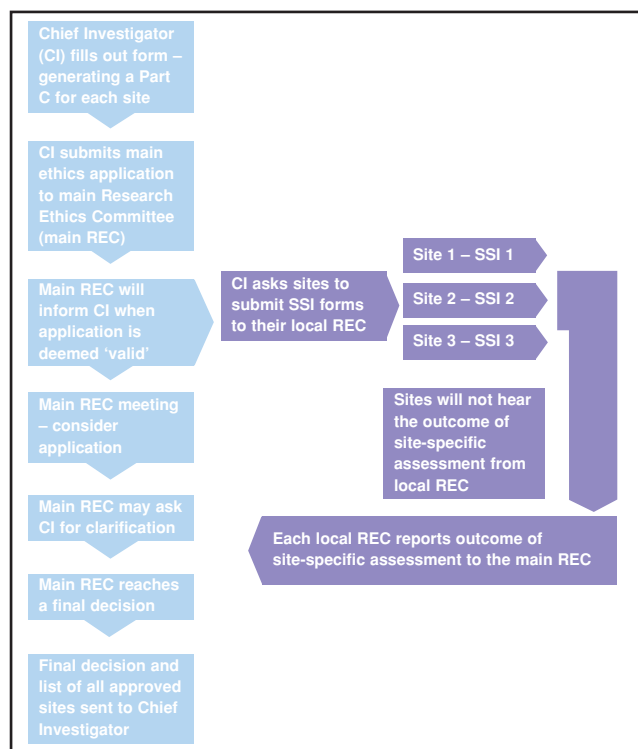 Chief Investigator
(CI) fills out form –
generating a Part
C for each site
CI submits main
ethics application
to main Research
Ethics Committee
(main REC)
Main REC will
inform CI when
application is
deemed ‘valid’
CI asks sites to
submit SSI forms
to their local REC
Site 1 – SSI 1
Site 2 – SSI 2
Site 3 – SSI 3
Main REC meeting
– consider
application
Sites will not hear
the outcome of
site-specific
assessment from
local REC
Main REC may ask
CI for clarification
Each local REC reports outcome of
site-specific assessment to the main REC
Main REC reaches
a final decision
Final decision and
list of all approved
sites sent to Chief
Investigator